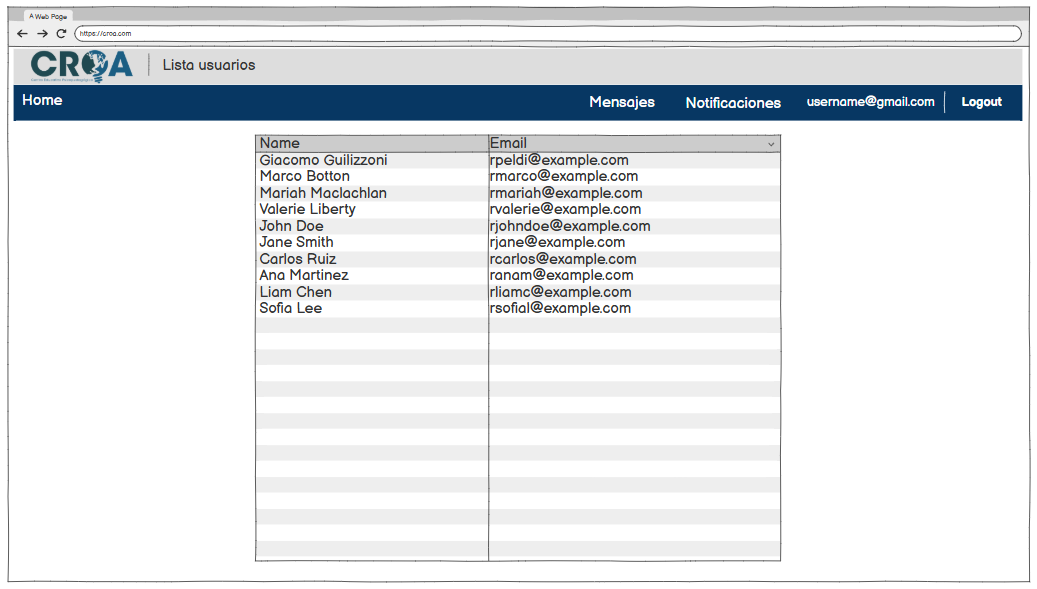 A Web Page
https://croa.com
CROA
Lista usuarios
Home
Mensajes
Notificaciones
username@gmail.com
Logout
Name Email
Giacomo Guilizzoni rpeldi@example.com
Marco Botton rmarco@example.com
Mariah Maclachlan rmariah@example.com
Valerie Liberty rvalerie@example.com
John Doe rjohndoe@example.com
Jane Smith rjane@example.com
Carlos Ruiz rcarlos@example.com
Ana Martinez ranam@example.com
Liam Chen rliamc@example.com
Sofia Lee rsofial@example.com